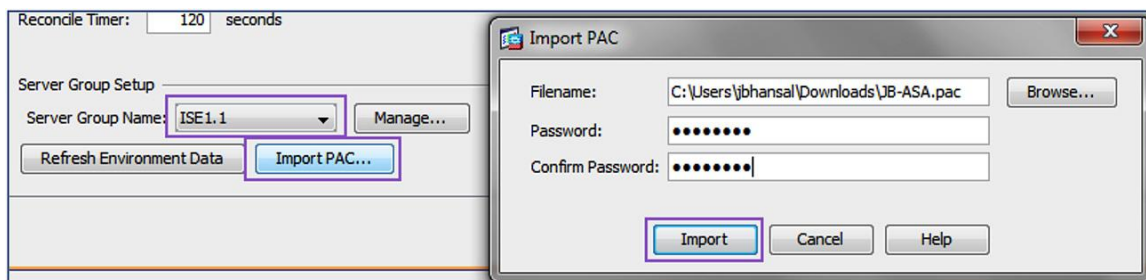 Reconcile Timer: 120 seconds
Server Group Setup
Server Group Name: ISE1.1 Manage...
Refresh Environment Data Import PAC...
Import PAC
X
Filename: C:\Users\jbhansal\Downloads\JB-ASA.pac Browse...
Password: ••••••••
Confirm Password: ••••••••
Import Cancel Help